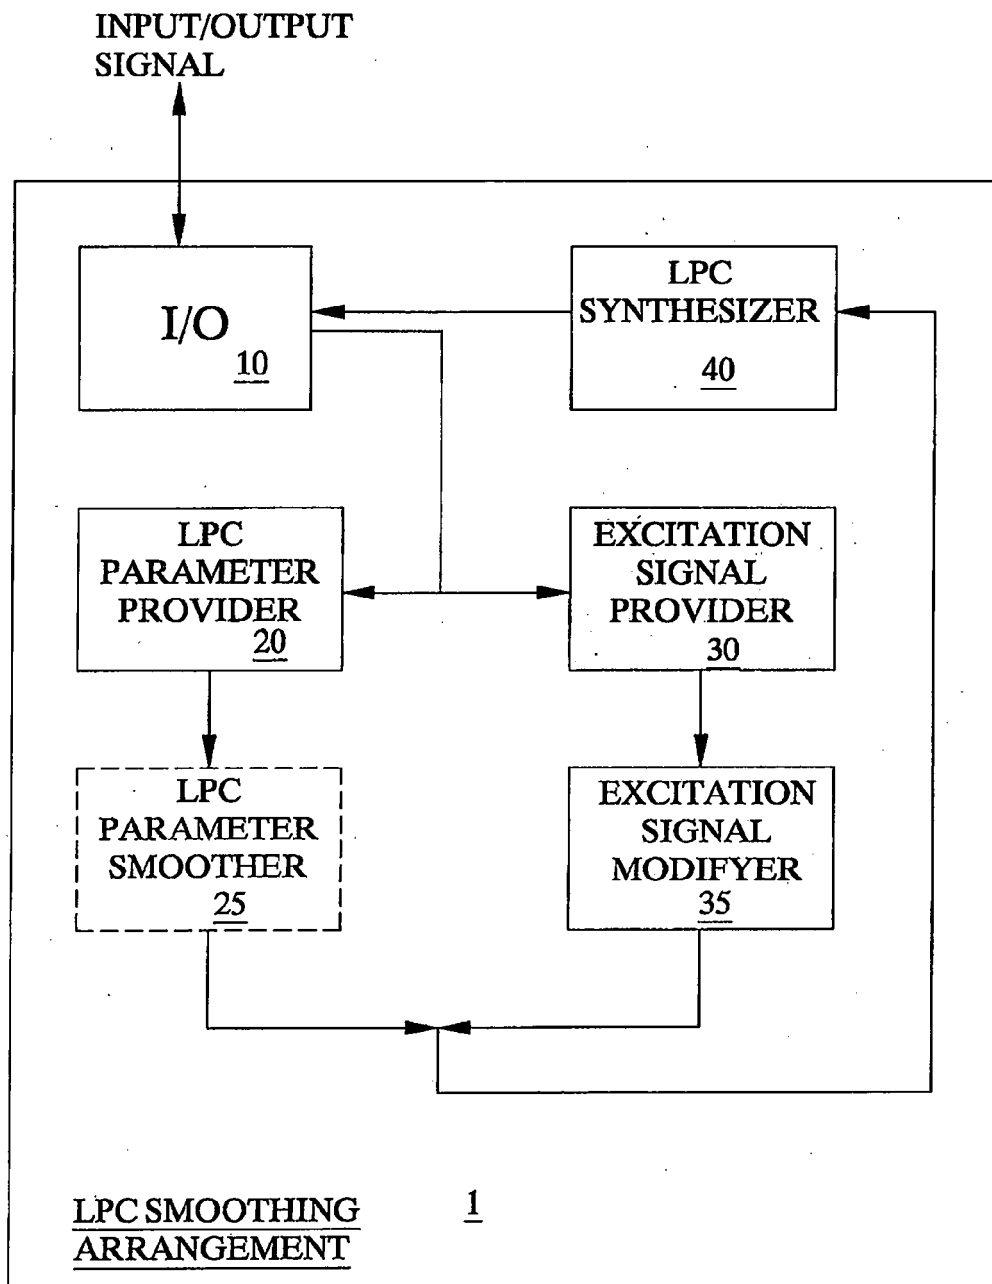 INPUT/OUTPUT
SIGNAL
I/O
10
LPC
SYNTHESIZER
40
LPC
PARAMETER
PROVIDER
20
EXCITATION
SIGNAL
PROVIDER
30
LPC
PARAMETER
SMOOTHER
25
EXCITATION
SIGNAL
MODIFYER
35
LPC SMOOTHING
ARRANGEMENT
1